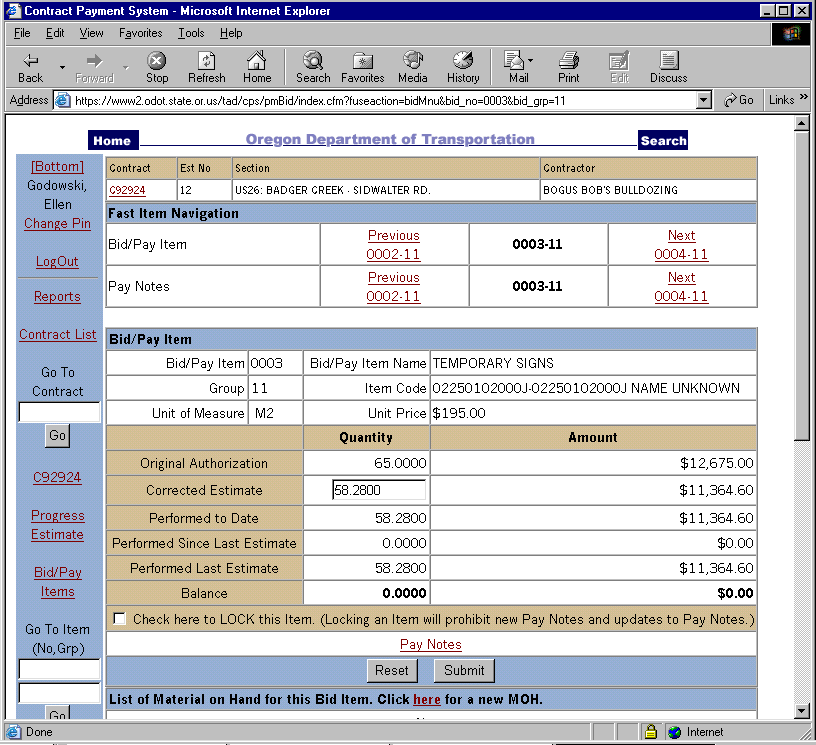 Contract Payment System - Microsoft Internet Explorer
File Edit View Favorites Tools Help
Back Forward Stop Refresh Home Search Favorites Media History Mail Print Edit Discuss
Address https://www2.odot.state.or.us/tad/cps/pmBid/index.cfm?fuseaction=bidMnu&bid_no=0003&bid_grp=11 Go Links »
Home Oregon Department of Transportation Search
[Bottom]
Godowski,
Ellen
Change Pin
LogOut
Reports
Contract List
Go To
Contract
Go
C92924
Progress
Estimate
Bid/Pay
Items
Go To Item
(No,Grp)
Go
Contract Est No Section Contractor
C92924 12 US26: BADGER CREEK - SIDWALTER RD. BOGUS BOB'S BULLDOZING
Fast Item Navigation
Bid/Pay Item Previous 0003-11 Next
0002-11 0004-11
Pay Notes Previous 0003-11 Next
0002-11 0004-11
Bid/Pay Item
Bid/Pay Item 0003 Bid/Pay Item Name TEMPORARY SIGNS
Group 11 Item Code 02250102000J-02250102000J NAME UNKNOWN
Unit of Measure M2 Unit Price $195.00
Quantity Amount
Original Authorization 65.0000 $12,675.00
Corrected Estimate 58.2800 $11,364.60
Performed to Date 58.2800 $11,364.60
Performed Since Last Estimate 0.0000 $0.00
Performed Last Estimate 58.2800 $11,364.60
Balance 0.0000 $0.00
Check here to LOCK this Item. (Locking an Item will prohibit new Pay Notes and updates to Pay Notes.)
Pay Notes
Reset Submit
List of Material on Hand for this Bid Item. Click here for a new MOH.
Done Internet